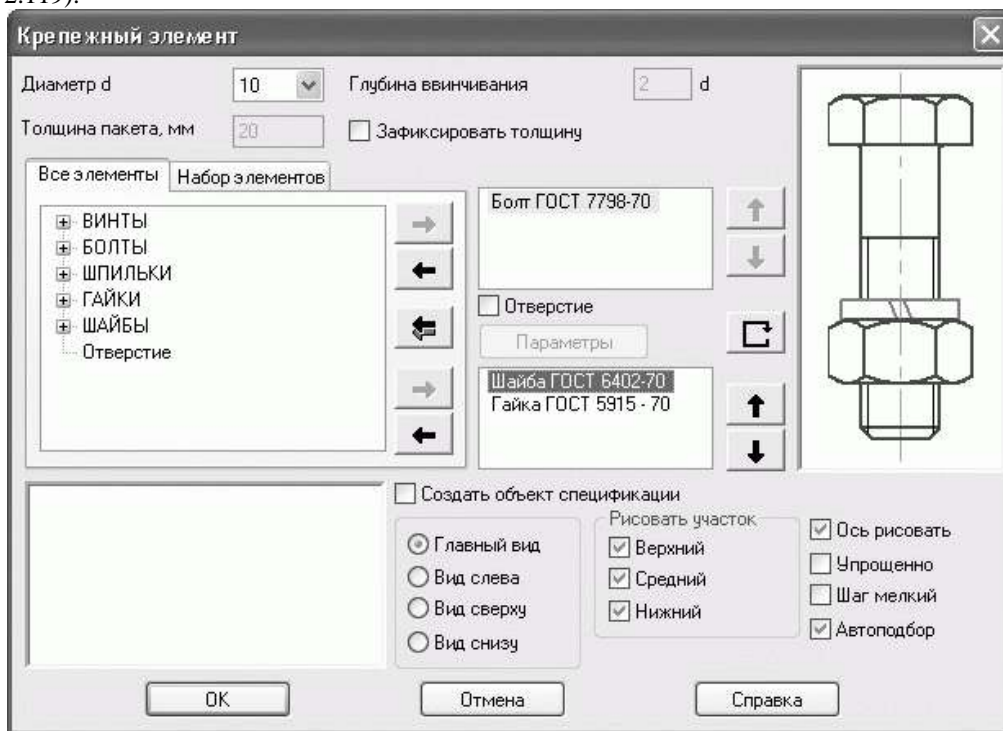 2.119).
Крепежный элемент
Диаметр d 10 Глубина ввинчивания 2 d
Толщина пакета, мм 20 Зафиксировать толщину
Все элементы Набор элементов
ВИНТЫ
БОЛТЫ
ШПИЛЬКИ
ГАЙКИ
ШАЙБЫ
Отверстие
Болт ГОСТ 7798-70
Отверстие
Параметры
Шайба ГОСТ 6402-70
Гайка ГОСТ 5915 - 70
Создать объект спецификации
Главный вид
Вид слева
Вид сверху
Вид снизу
Рисовать участок
Верхний
Средний
Нижний
Ось рисовать
Упрощенно
Шаг мелкий
Автоподбор
OK Отмена Справка